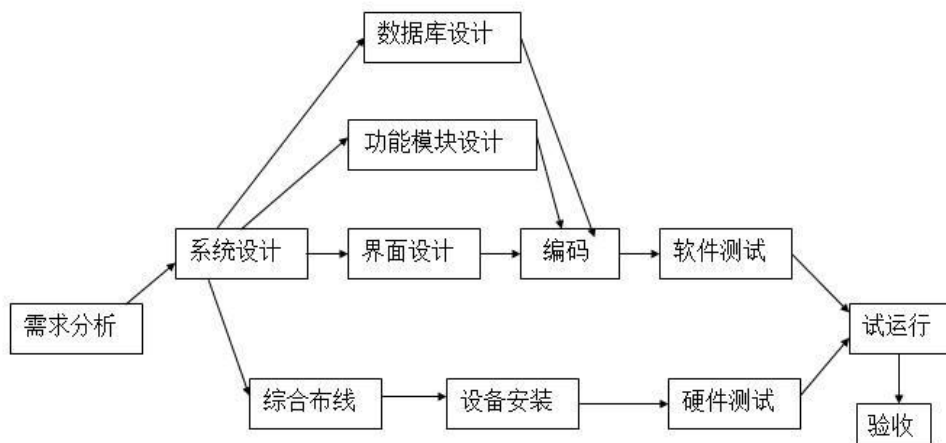 数据库设计
功能模块设计
系统设计
界面设计
编码
软件测试
需求分析
试运行
综合布线
设备安装
硬件测试
验收